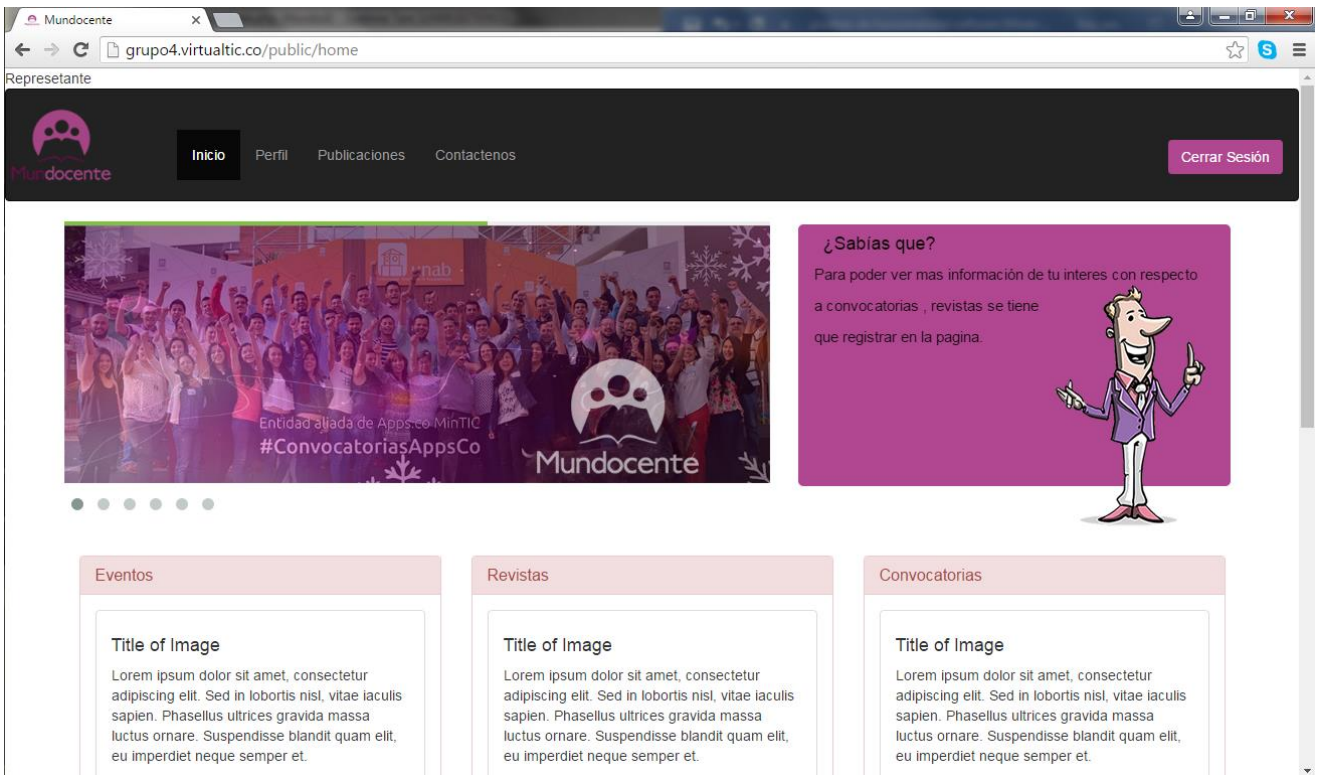 Mundocente
grupo4.virtualtic.co/public/home
Represetante
Mundocente
Inicio
Perfil
Publicaciones
Contactenos
Cerrar Sesión
nab
Entidad aliada de Apps.co MinTIC
#ConvocatoriasAppsCo
Mundocente
¿Sabías que?
Para poder ver mas información de tu interes con respecto
a convocatorias , revistas se tiene
que registrar en la pagina.
Eventos
Title of Image
Lorem ipsum dolor sit amet, consectetur
adipiscing elit. Sed in lobortis nisl, vitae iaculis
sapien. Phasellus ultrices gravida massa
luctus ornare. Suspendisse blandit quam elit,
eu imperdiet neque semper et.
Revistas
Title of Image
Lorem ipsum dolor sit amet, consectetur
adipiscing elit. Sed in lobortis nisl, vitae iaculis
sapien. Phasellus ultrices gravida massa
luctus ornare. Suspendisse blandit quam elit,
eu imperdiet neque semper et.
Convocatorias
Title of Image
Lorem ipsum dolor sit amet, consectetur
adipiscing elit. Sed in lobortis nisl, vitae iaculis
sapien. Phasellus ultrices gravida massa
luctus ornare. Suspendisse blandit quam elit,
eu imperdiet neque semper et.